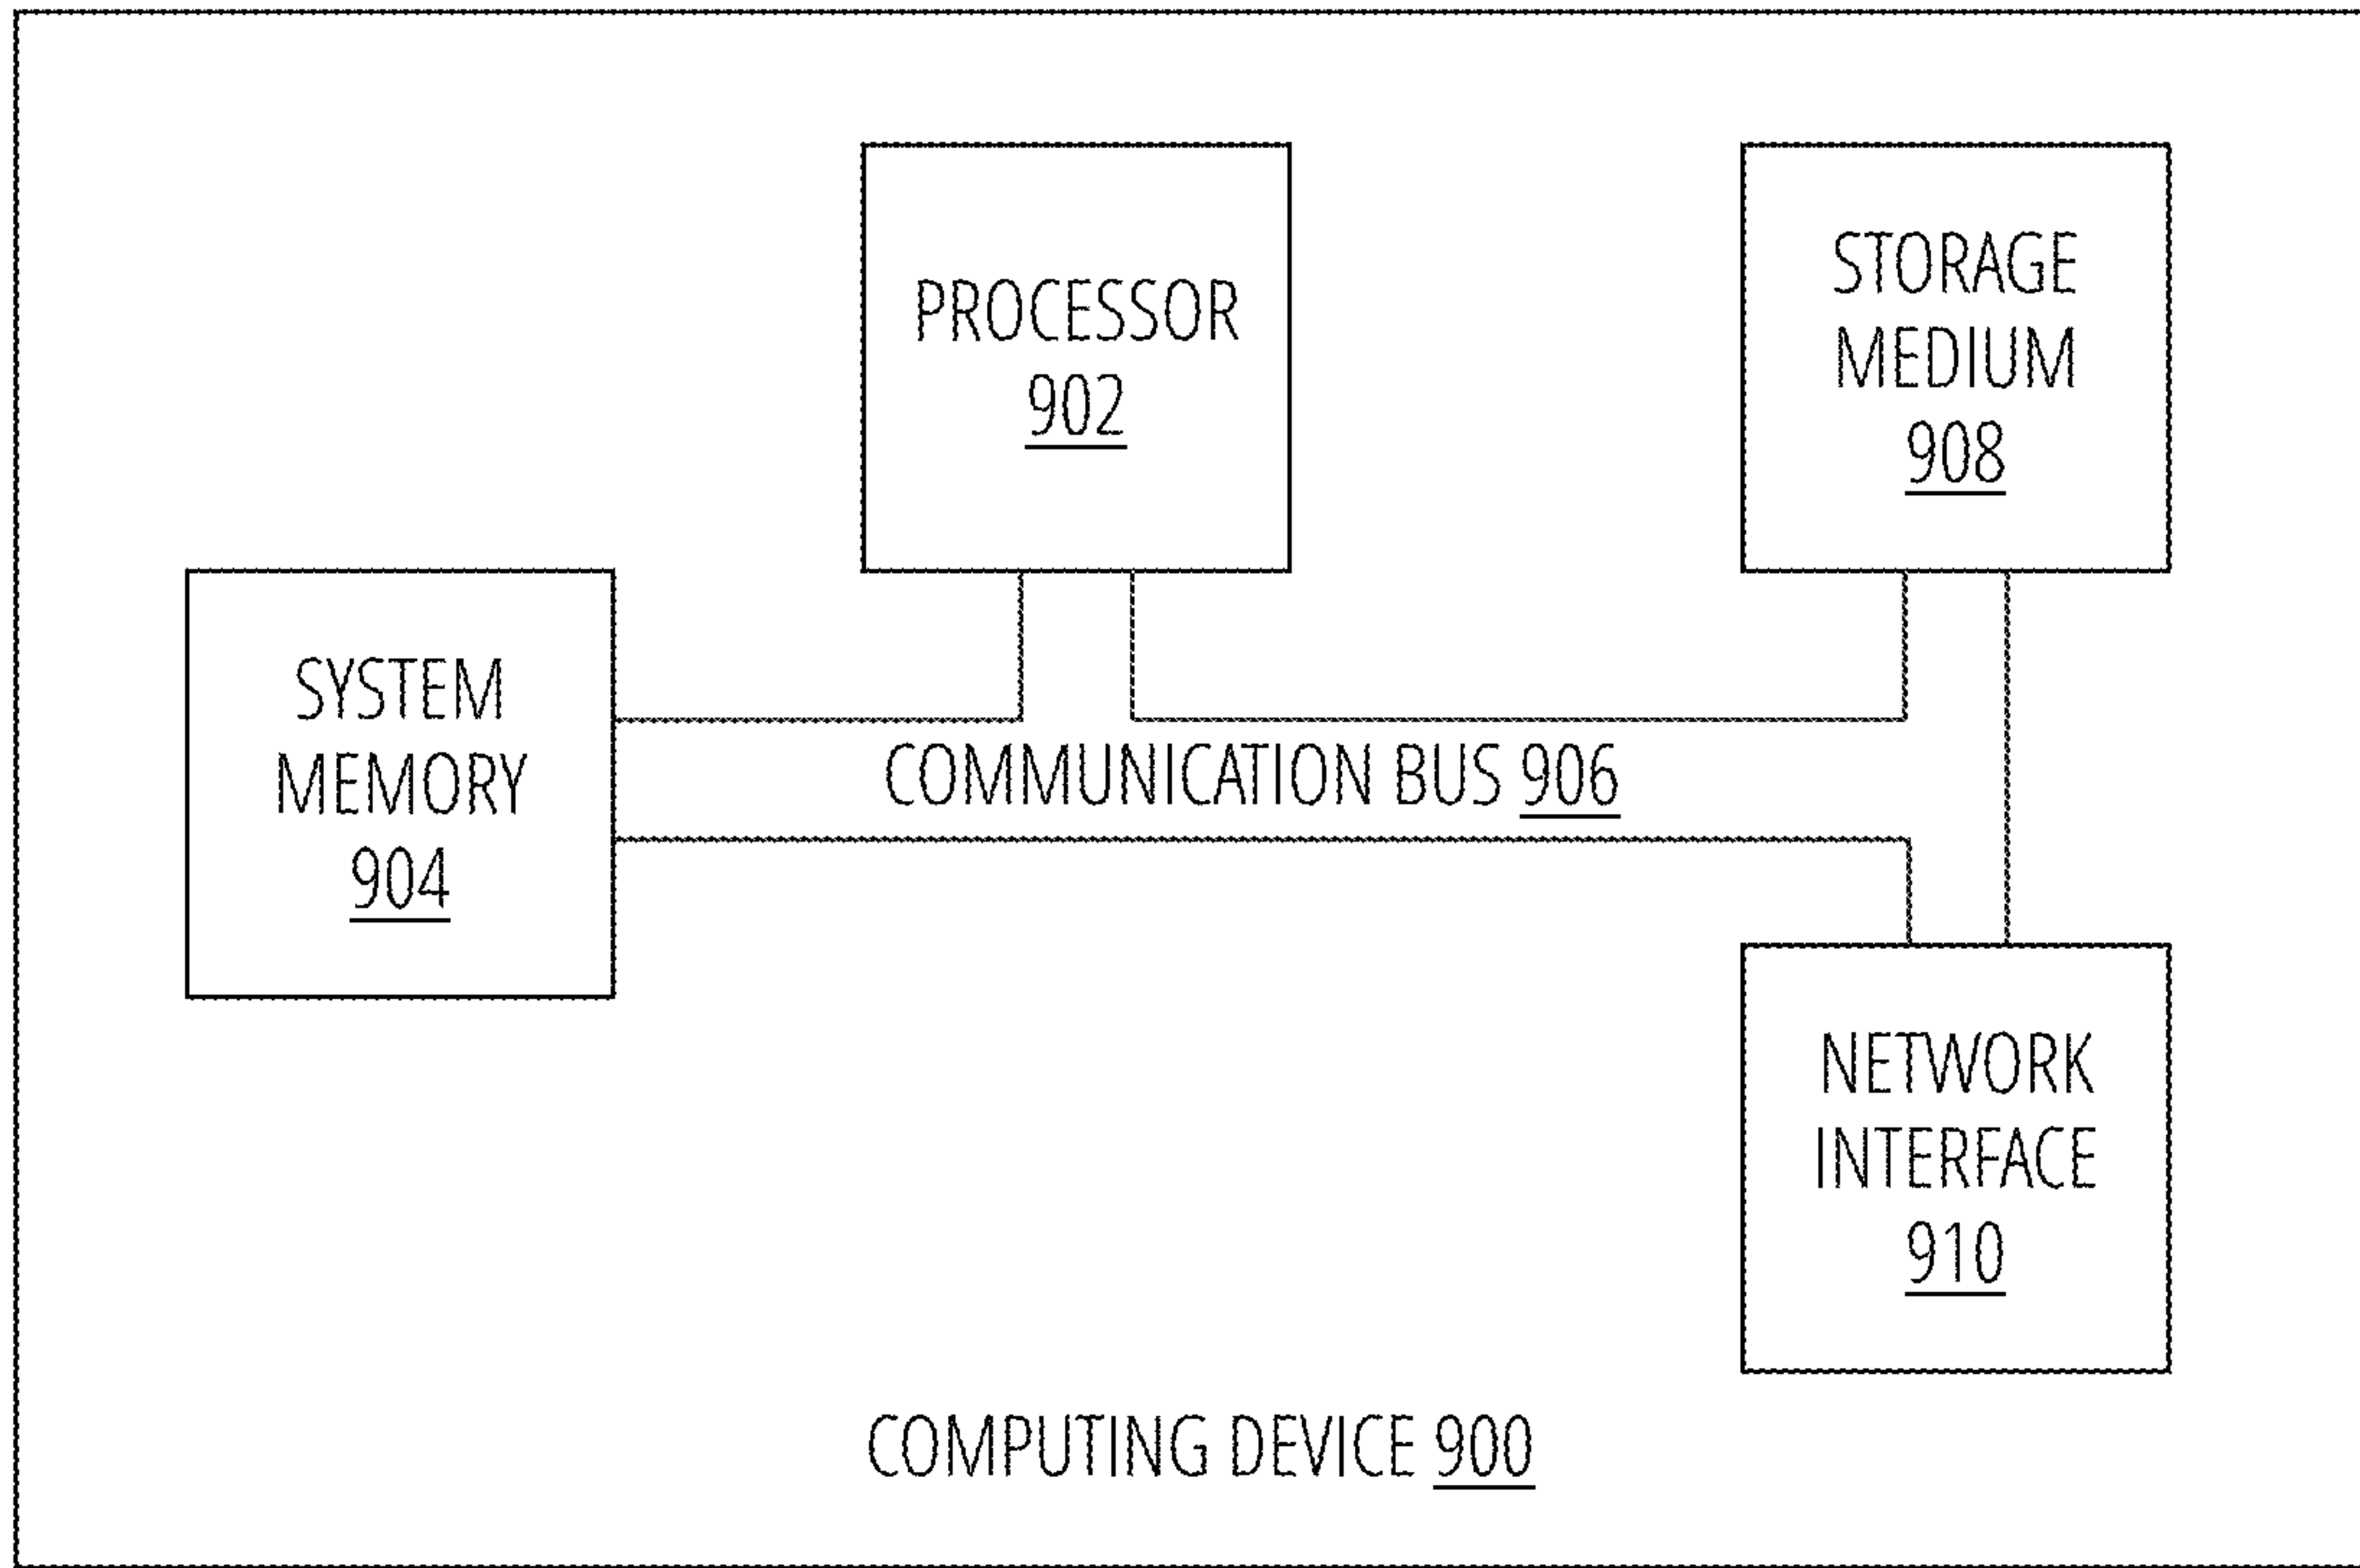 PROCESSOR
902
STORAGE
MEDIUM
908
SYSTEM
MEMORY
904
COMMUNICATION BUS 906
NETWORK
INTERFACE
910
COMPUTING DEVICE 900